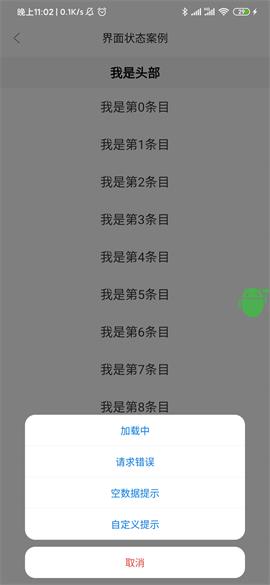 晚上11:02 | 0.1K/s
29
界面状态案例
我是头部
我是第0条目
我是第1条目
我是第2条目
我是第3条目
我是第4条目
我是第5条目
我是第6条目
我是第7条目
我是第8条目
加载中
请求错误
空数据提示
自定义提示
取消